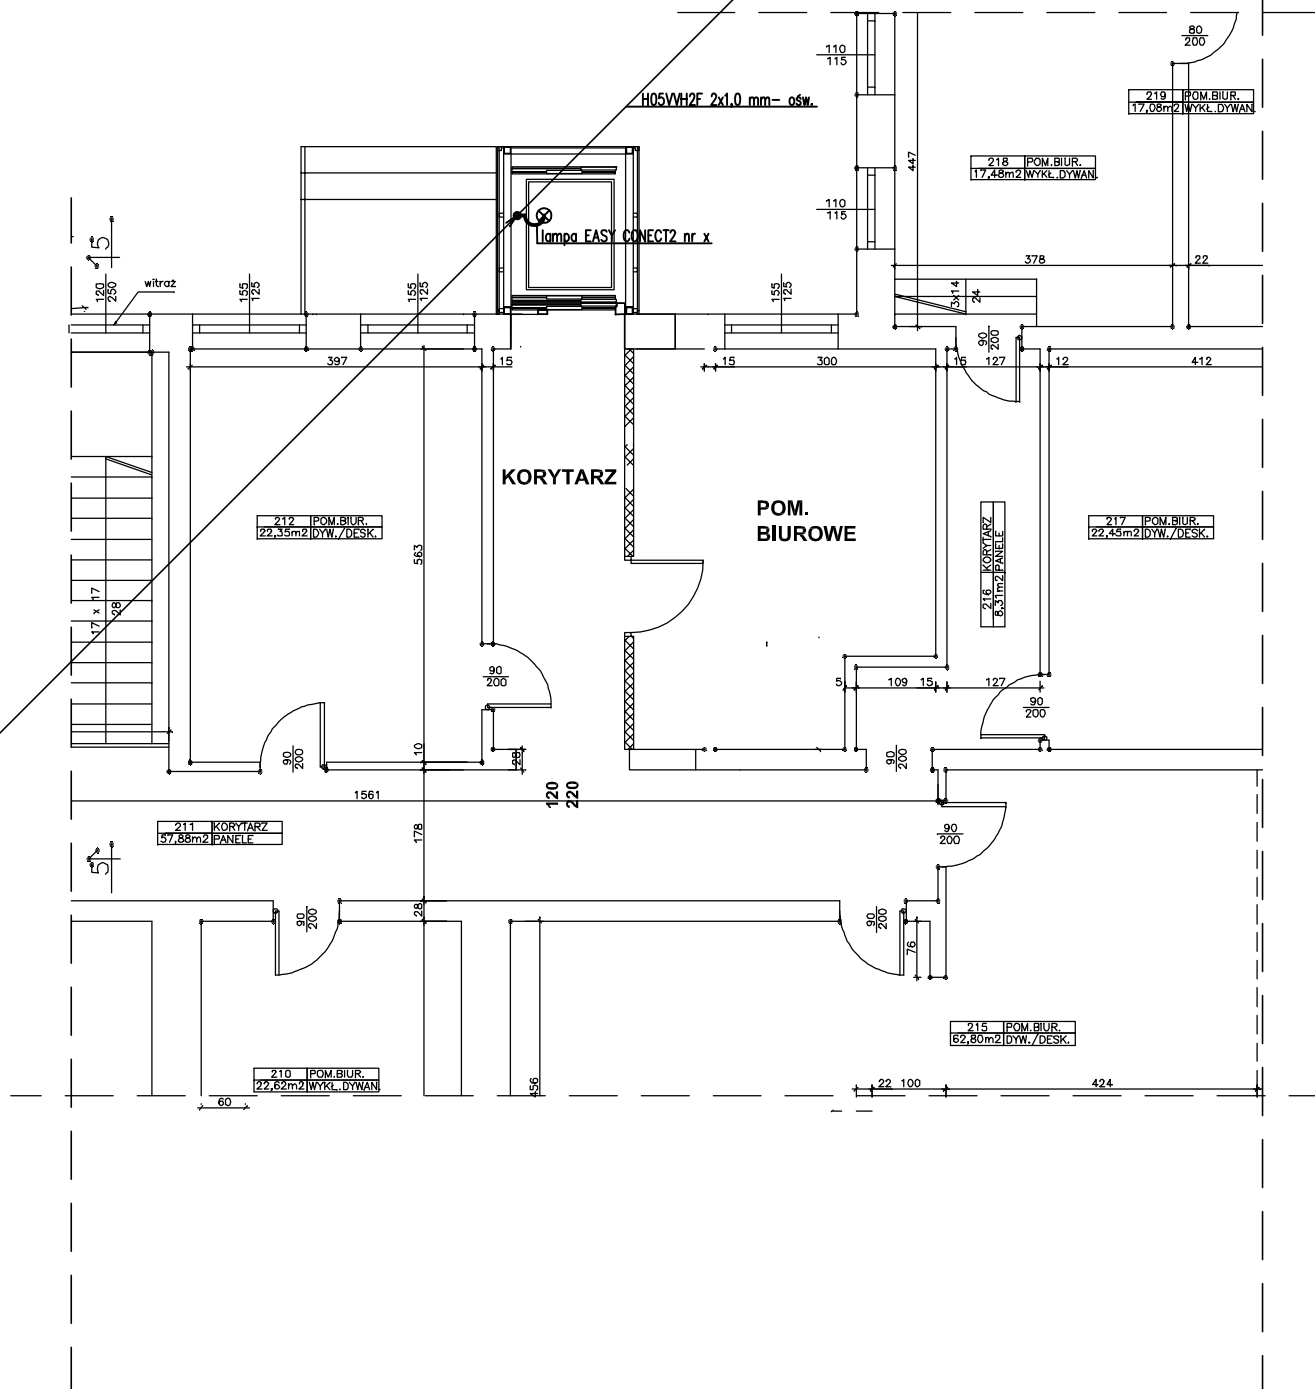 80
200
110
115
H05VVH2F 2x1,0 mm- ośw.
219 POM.BIUR.
17,08m2 WYKŁ.DYWAN.
447
218 POM.BIUR.
17,48m2 WYKŁ.DYWAN.
110
115
lampa EASY CONECT2 nr x
5
378
22
witraż
120
250
155
125
155
125
155
125
3x14
24
90
200
397
15
15
300
15
127
12
412
KORYTARZ
POM.
BIUROWE
212 POM.BIUR.
22,35m2 DYW./DESK.
217 POM.BIUR.
22,45m2 DYW./DESK.
563
216 KORYTARZ
8,31m2 PANELE
17 x 17
28
90
200
5
109
15
127
90
200
90
200
10
28
90
200
1561
120
220
211 KORYTARZ
57,88m2 PANELE
178
90
200
5
28
90
200
90
200
76
215 POM.BIUR.
62,80m2 DYW./DESK.
210 POM.BIUR.
22,62m2 WYKŁ.DYWAN.
456
22
100
424
60